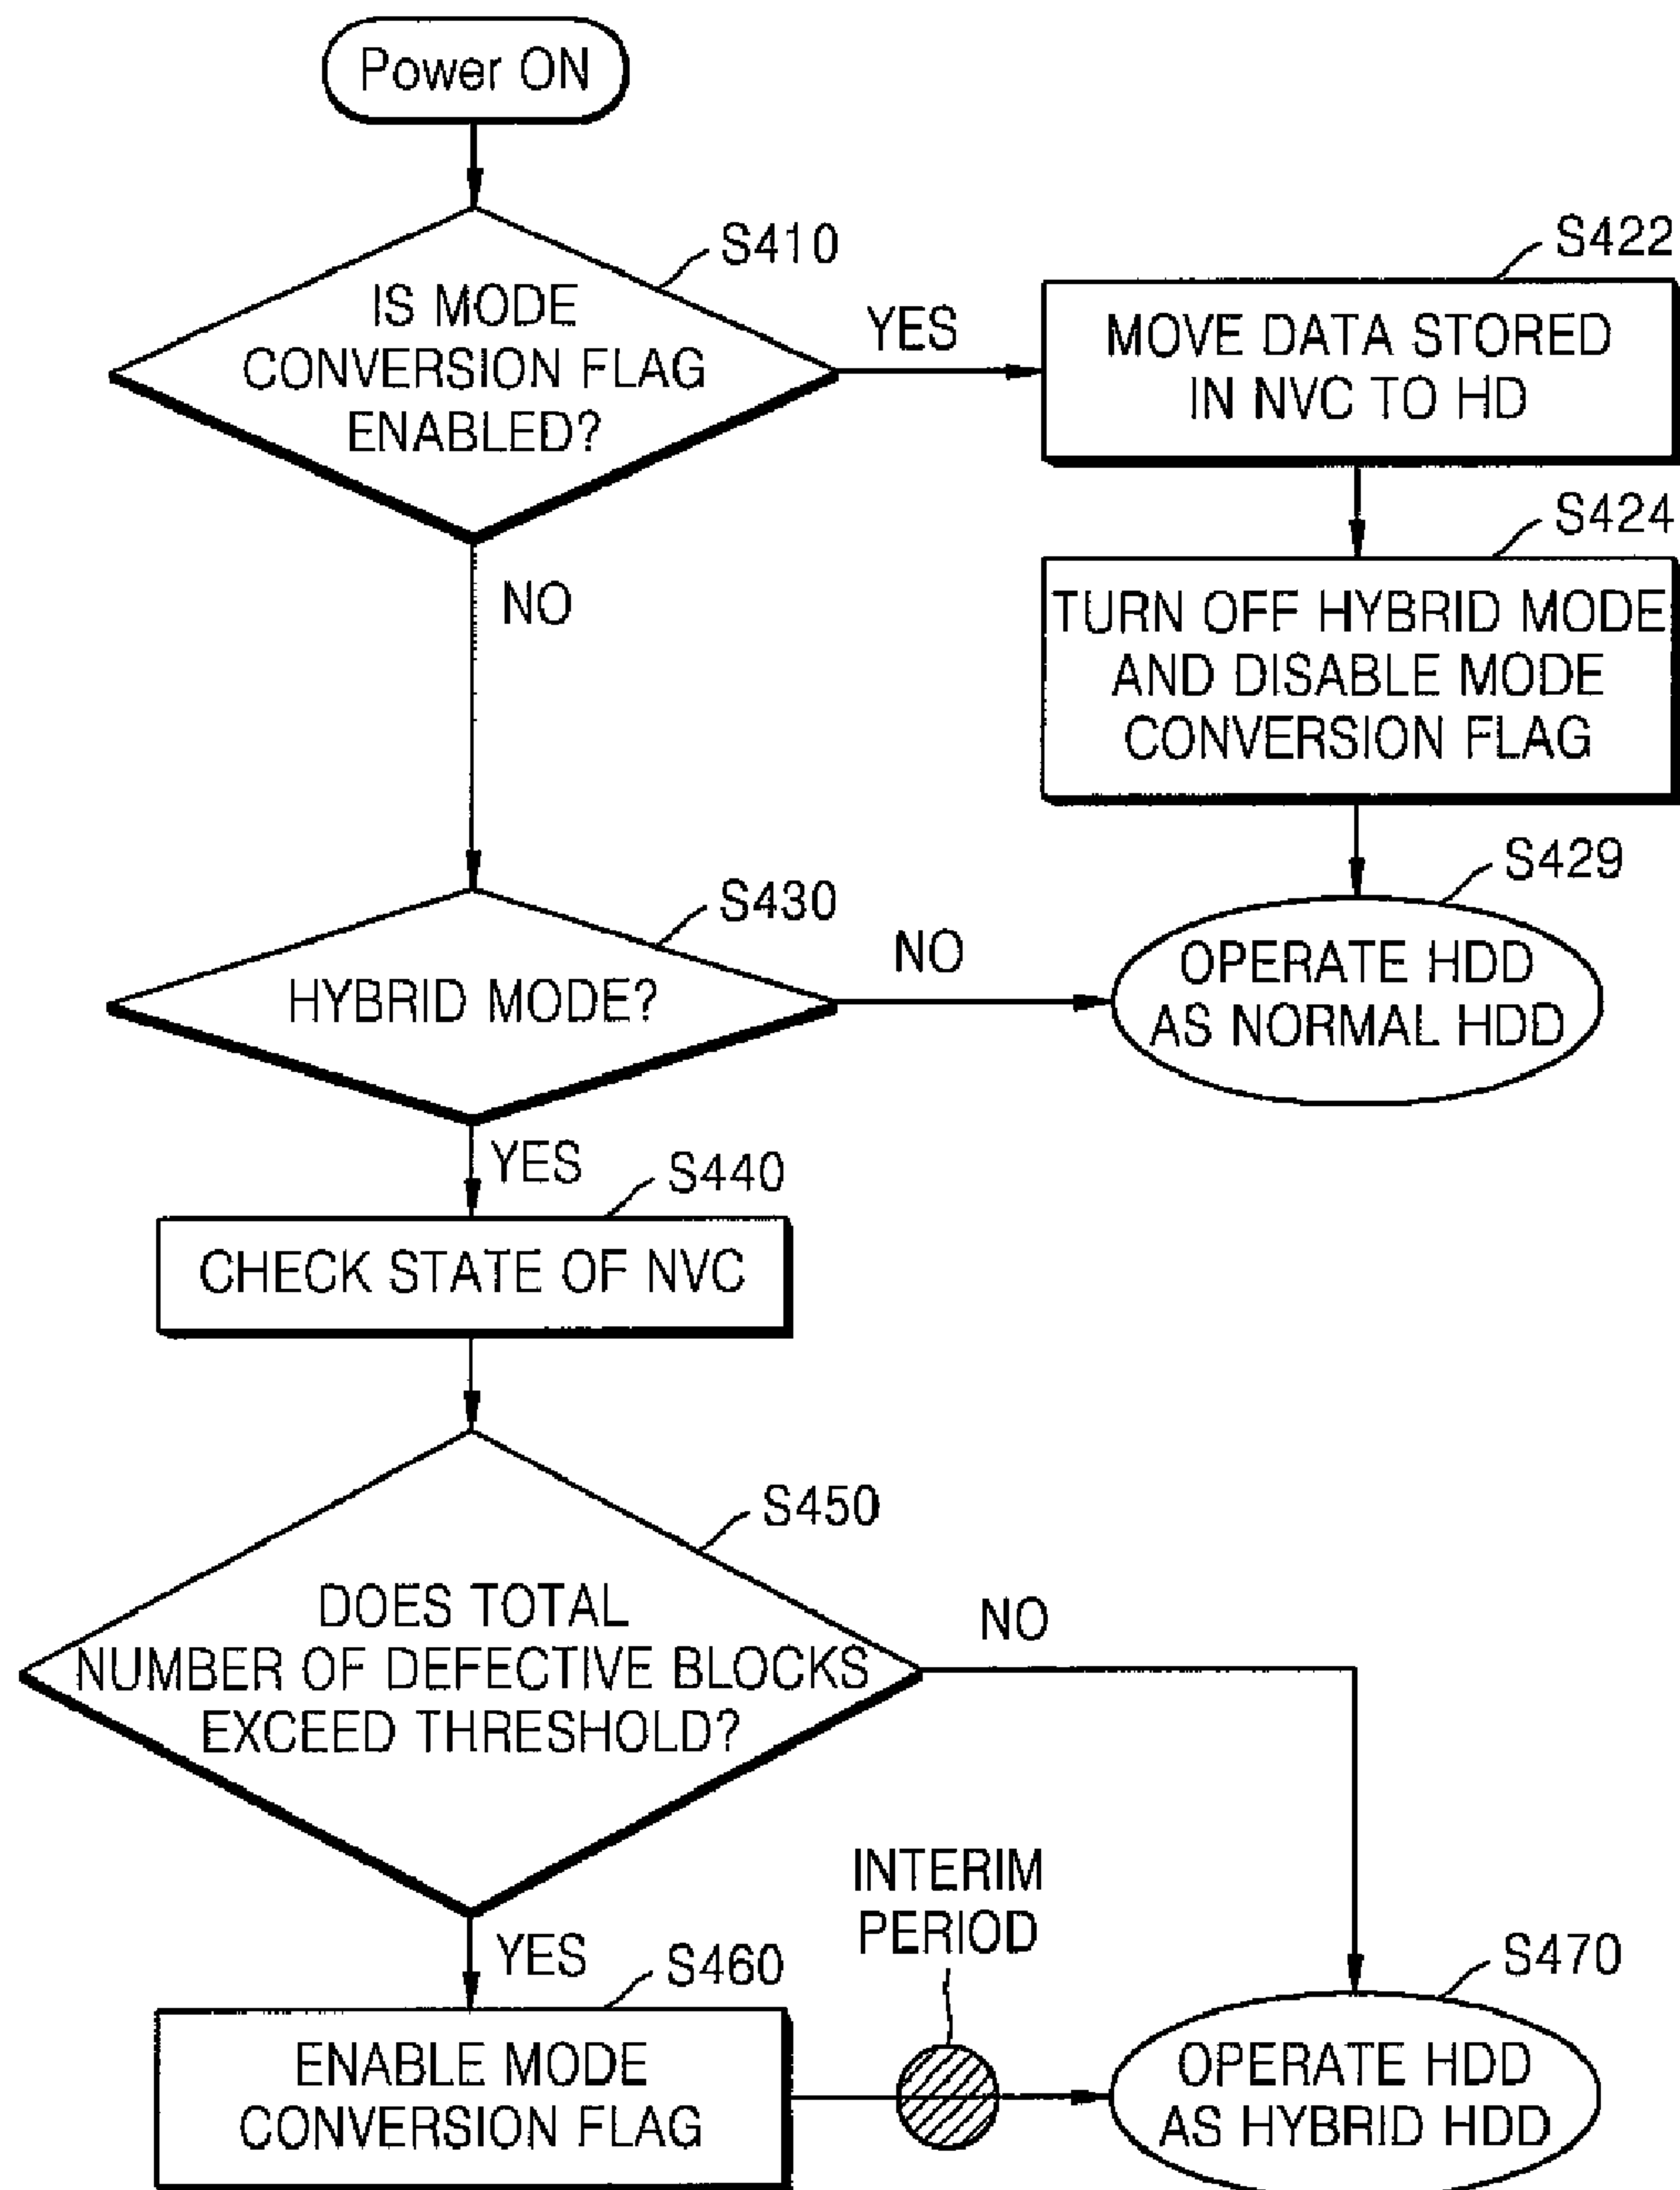 Power ON
S410
IS MODE
CONVERSION FLAG
ENABLED?
YES
S422
MOVE DATA STORED
IN NVC TO HD
S424
TURN OFF HYBRID MODE
AND DISABLE MODE
CONVERSION FLAG
NO
S429
OPERATE HDD
AS NORMAL HDD
S430
HYBRID MODE?
NO
YES
S440
CHECK STATE OF NVC
S450
DOES TOTAL
NUMBER OF DEFECTIVE BLOCKS
EXCEED THRESHOLD?
NO
YES
S460
ENABLE MODE
CONVERSION FLAG
INTERIM
PERIOD
S470
OPERATE HDD
AS HYBRID HDD